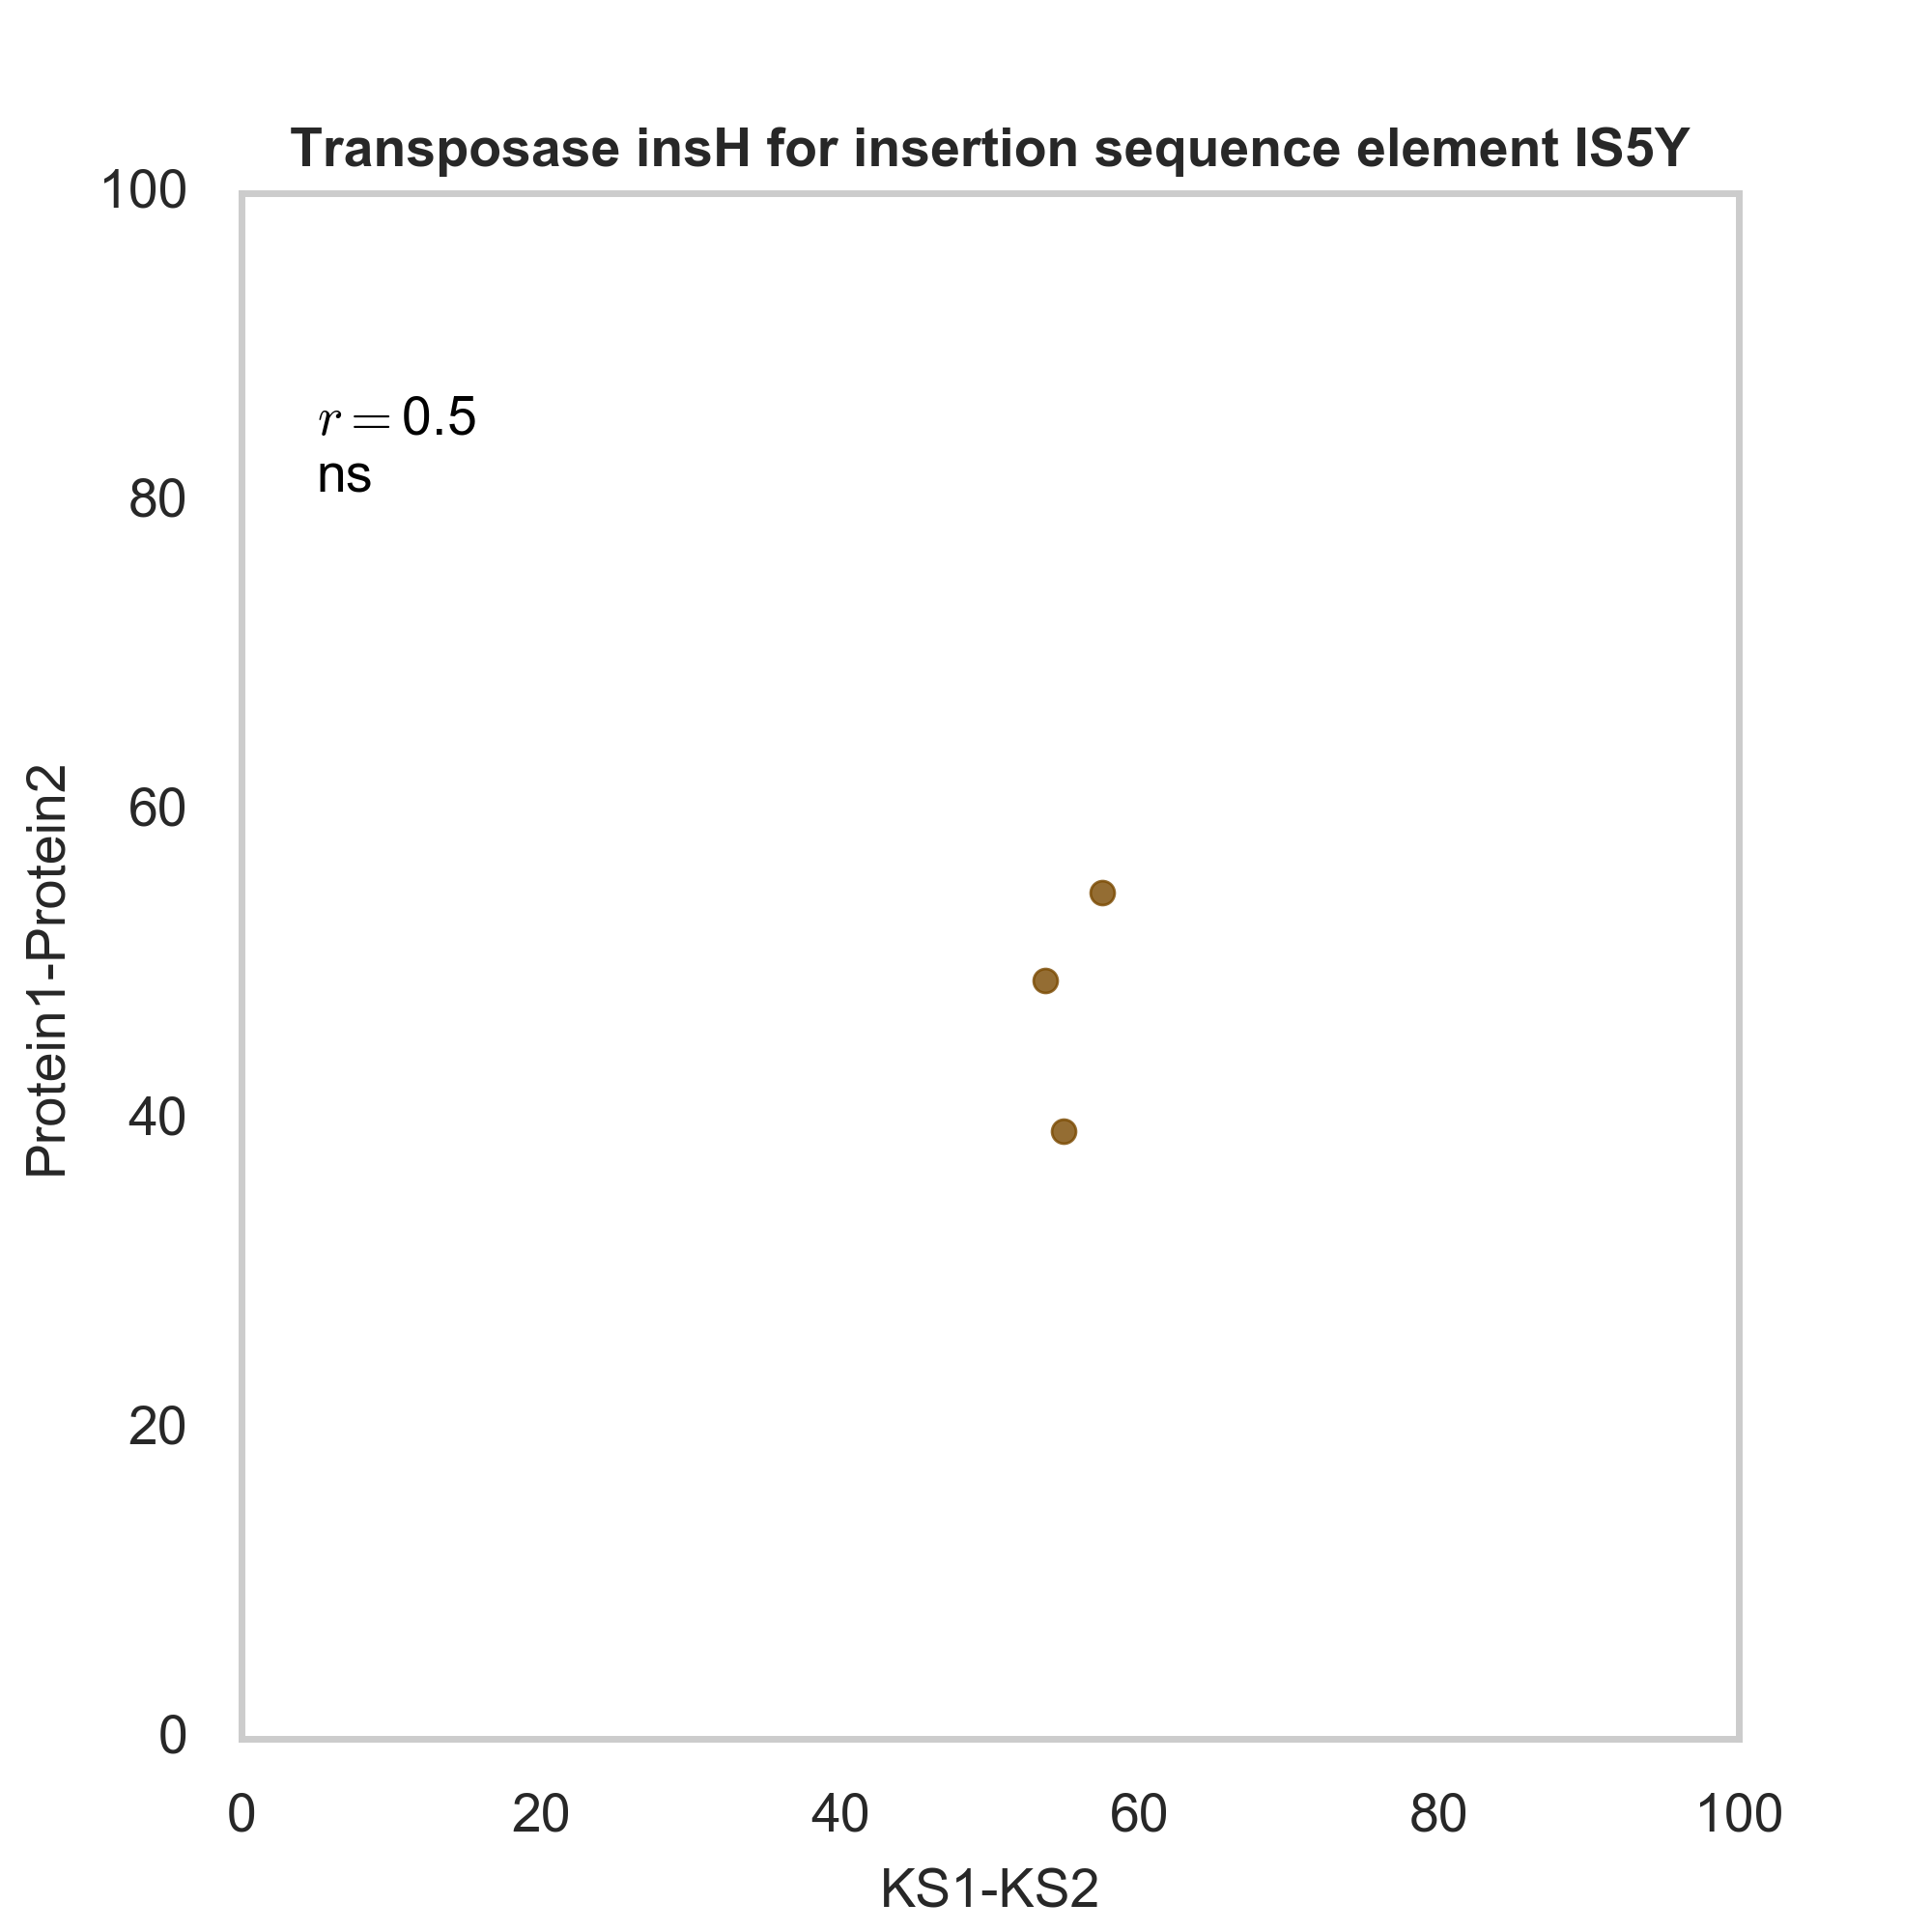 Transposase insH for insertion sequence element IS5Y
100
80
60
40
20
0
r = 0.5
ns
Protein1-Protein2
0 20 40 60 80 100
KS1-KS2